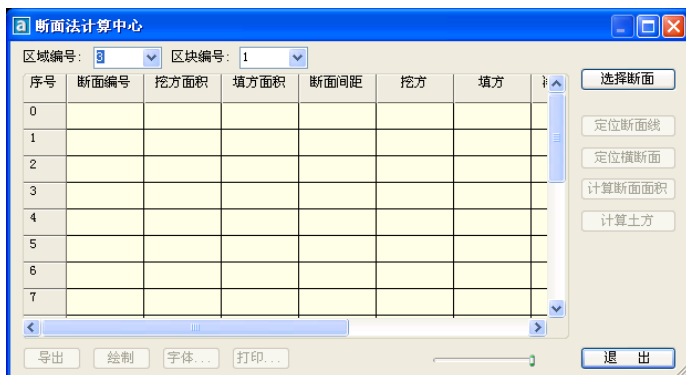 断面法计算中心
区域编号: 3 区块编号: 1
序号 断面编号 挖方面积 填方面积 断面间距 挖方 填方
选择断面
0
1
定位断面线
2
定位横断面
3
计算断面面积
4
计算土方
5
6
7
导出 绘制 字体... 打印... 退 出